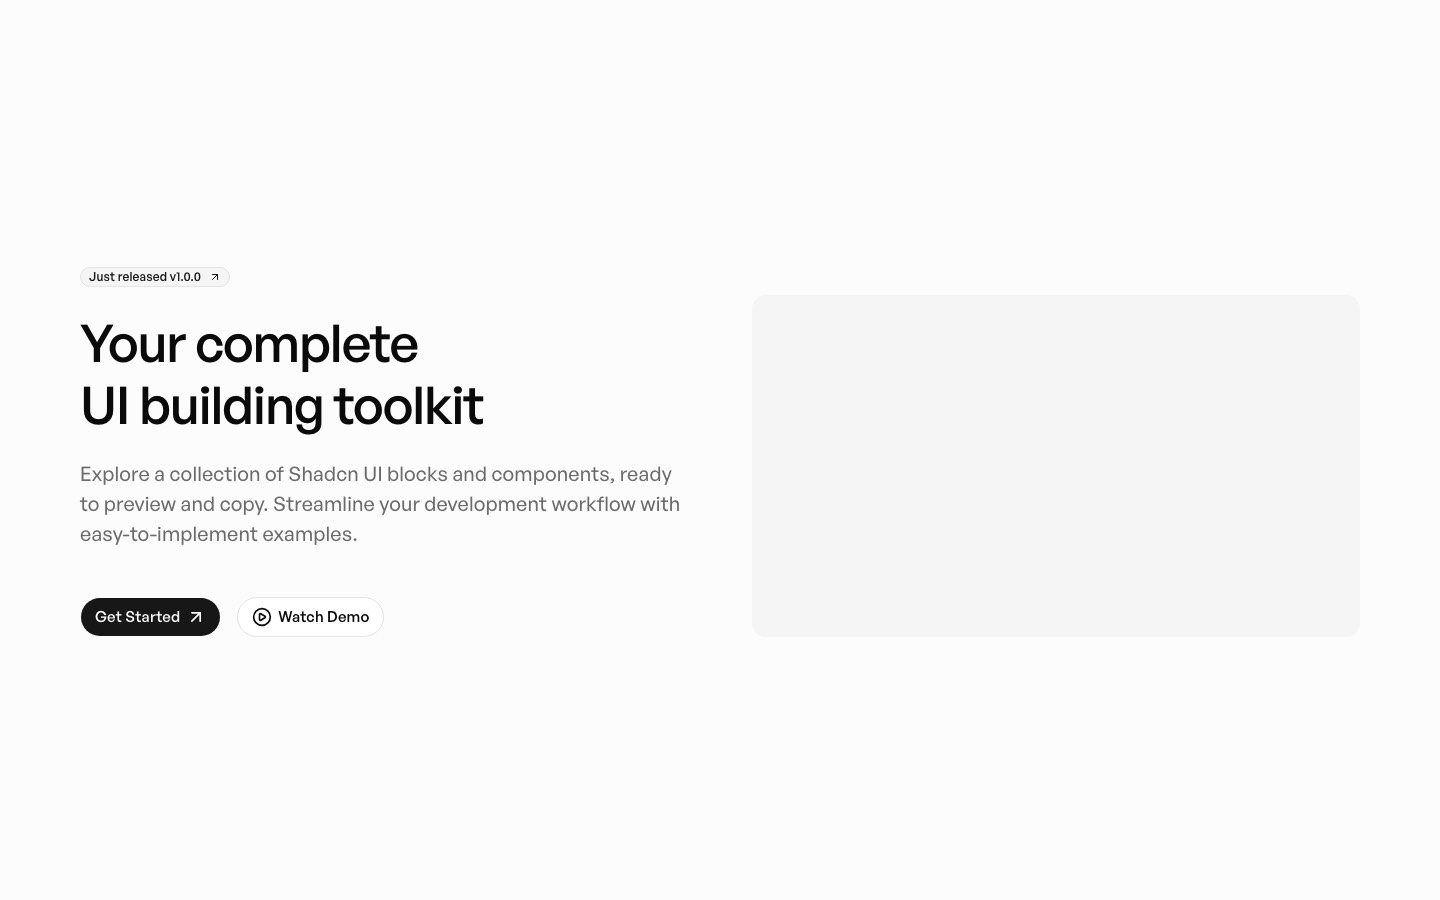 Just released v1.0.0
Your complete
UI building toolkit
Explore a collection of Shadcn UI blocks and components, ready
to preview and copy. Streamline your development workflow with
easy-to-implement examples.
Get Started
Watch Demo